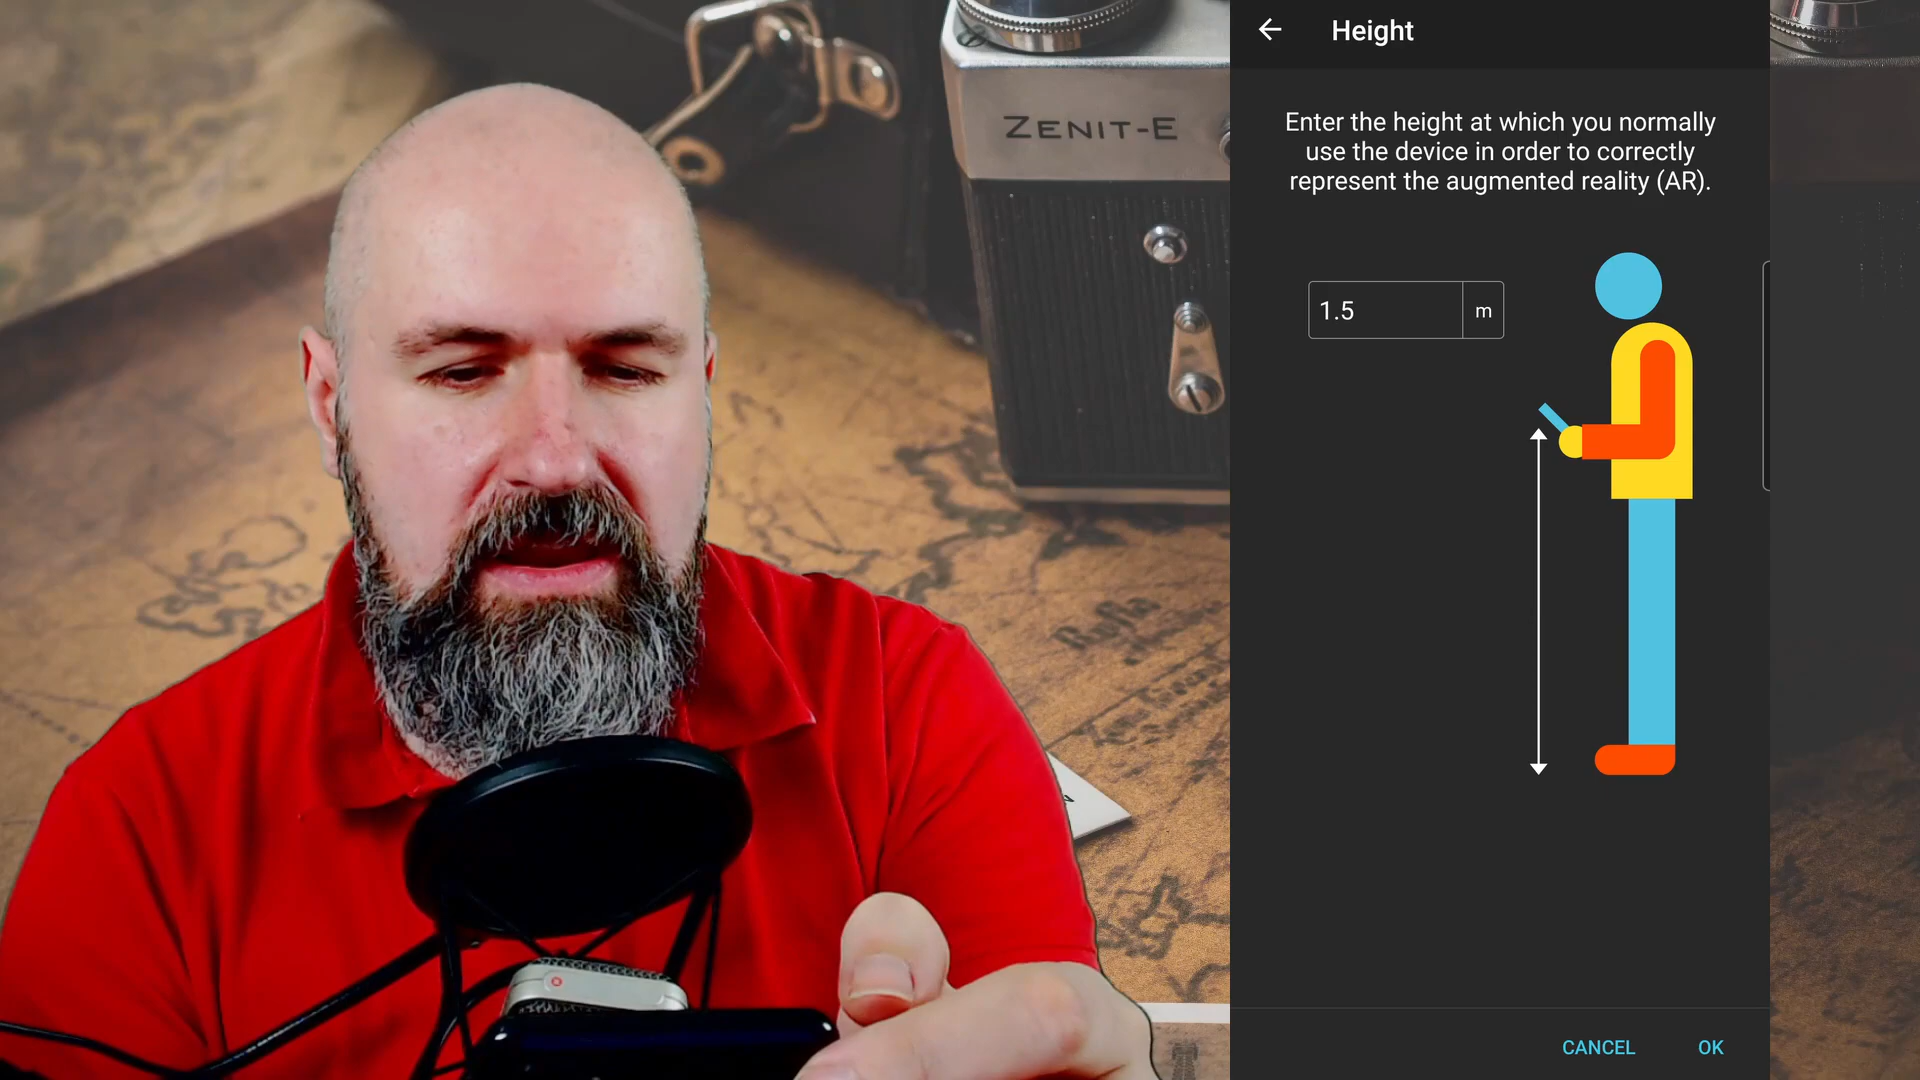 ZENIT-E
Height
Enter the height at which you normally
use the device in order to correctly
represent the augmented reality (AR).
1.5
m
CANCEL
OK